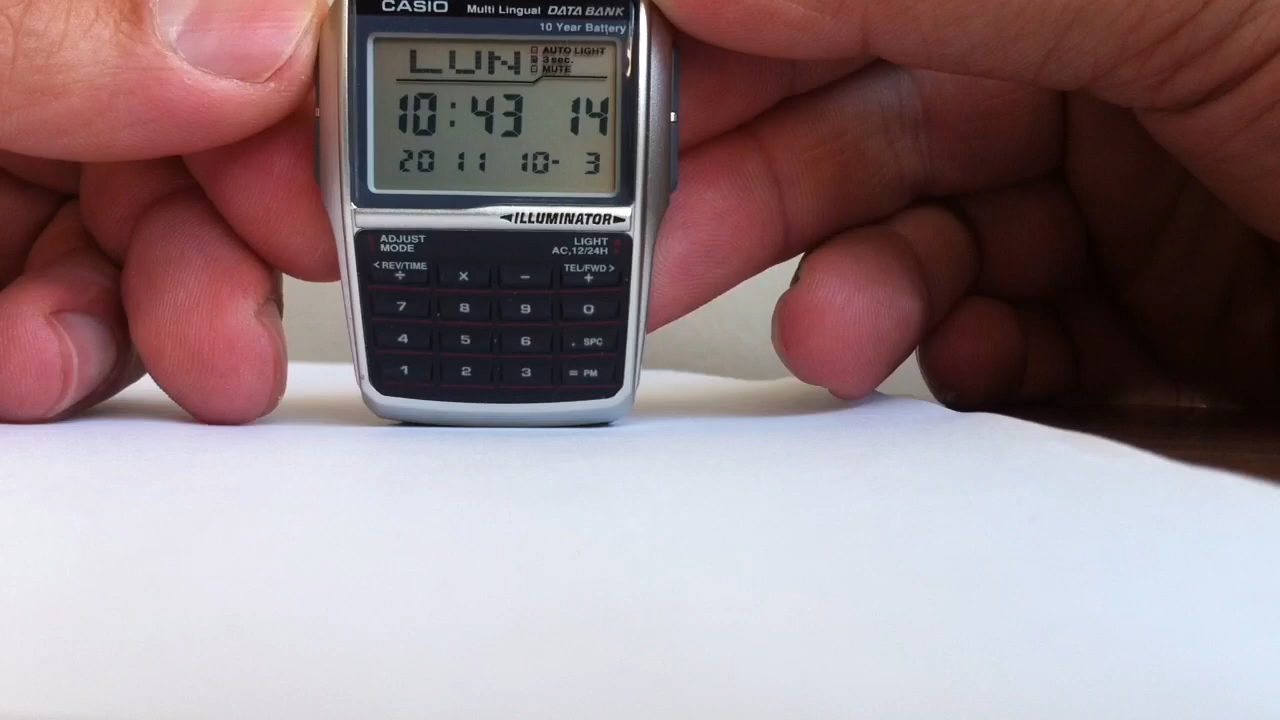 CASIO Multi Lingual DATA BANK
10 Year Battery
LUN
AUTO LIGHT
3 sec.
MUTE
10:43 14
20 11 10- 3
ILLUMINATOR
ADJUST
MODE
LIGHT
AC,12/24H
<REV/TIME
TEL/FWD>
÷ × − +
7 8 9 0
4 5 6 . SPC
1 2 3 = PM